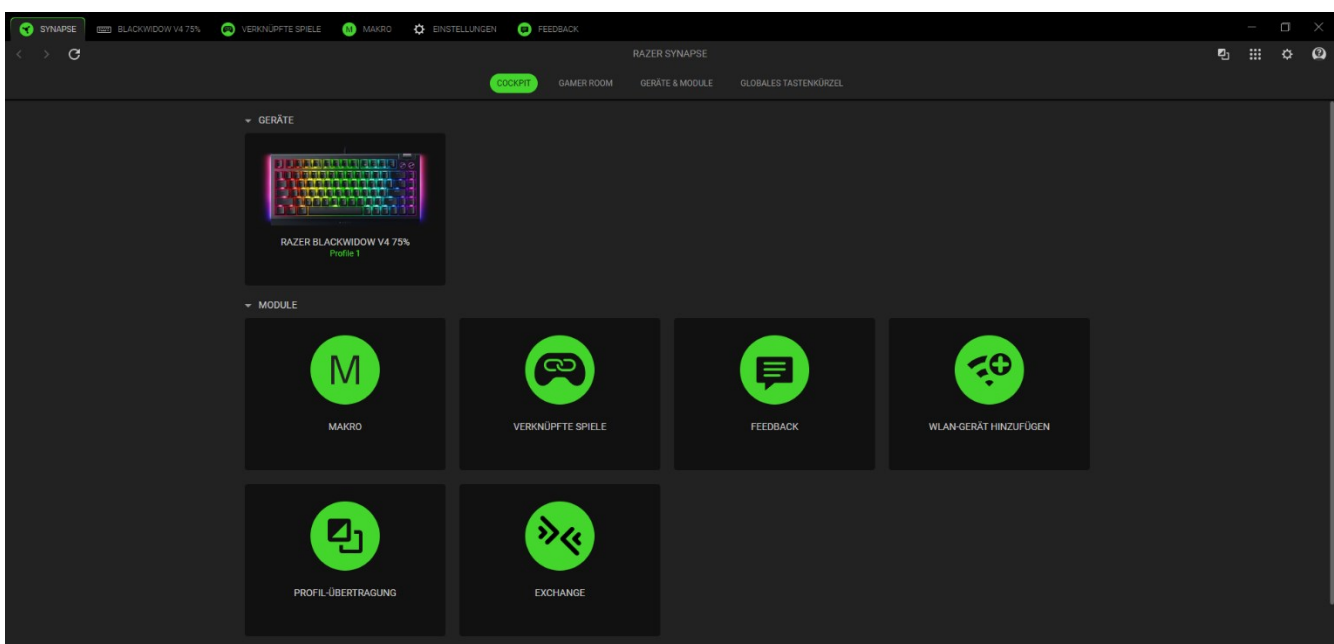 SYNAPSE BLACKWIDOW V4 75% VERKNÜPFTE SPIELE M MAKRO EINSTELLUNGEN FEEDBACK
RAZER SYNAPSE
COCKPIT GAMER ROOM GERÄTE & MODULE GLOBALES TASTENKÜRZEL
GERÄTE
RAZER BLACKWIDOW V4 75%
Profile 1
MODULE
M
MAKRO VERKNÜPFTE SPIELE FEEDBACK WLAN-GERÄT HINZUFÜGEN
PROFIL-ÜBERTRAGUNG EXCHANGE